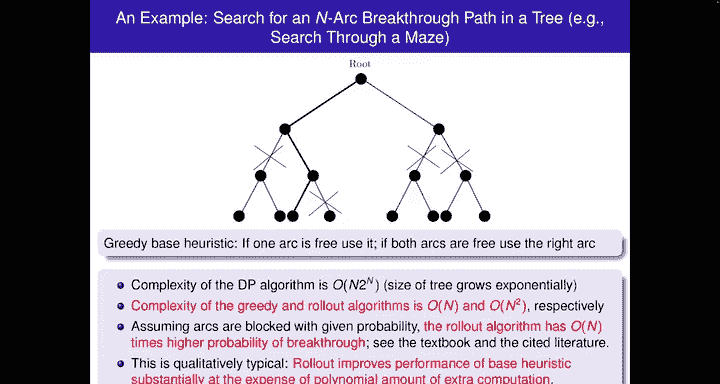 An Example: Search for an N-Arc Breakthrough Path in a Tree (e.g.,
Search Through a Maze)
Root
Greedy base heuristic: If one arc is free use it; if both arcs are free use the right arc
Complexity of the DP algorithm is O(N2^N) (size of tree grows exponentially)
Complexity of the greedy and rollout algorithms is O(N) and O(N²), respectively
Assuming arcs are blocked with given probability, the rollout algorithm has O(N)
times higher probability of breakthrough; see the textbook and the cited literature.
This is qualitatively typical: Rollout improves performance of base heuristic
substantially at the expense of polynomial amount of extra computation.